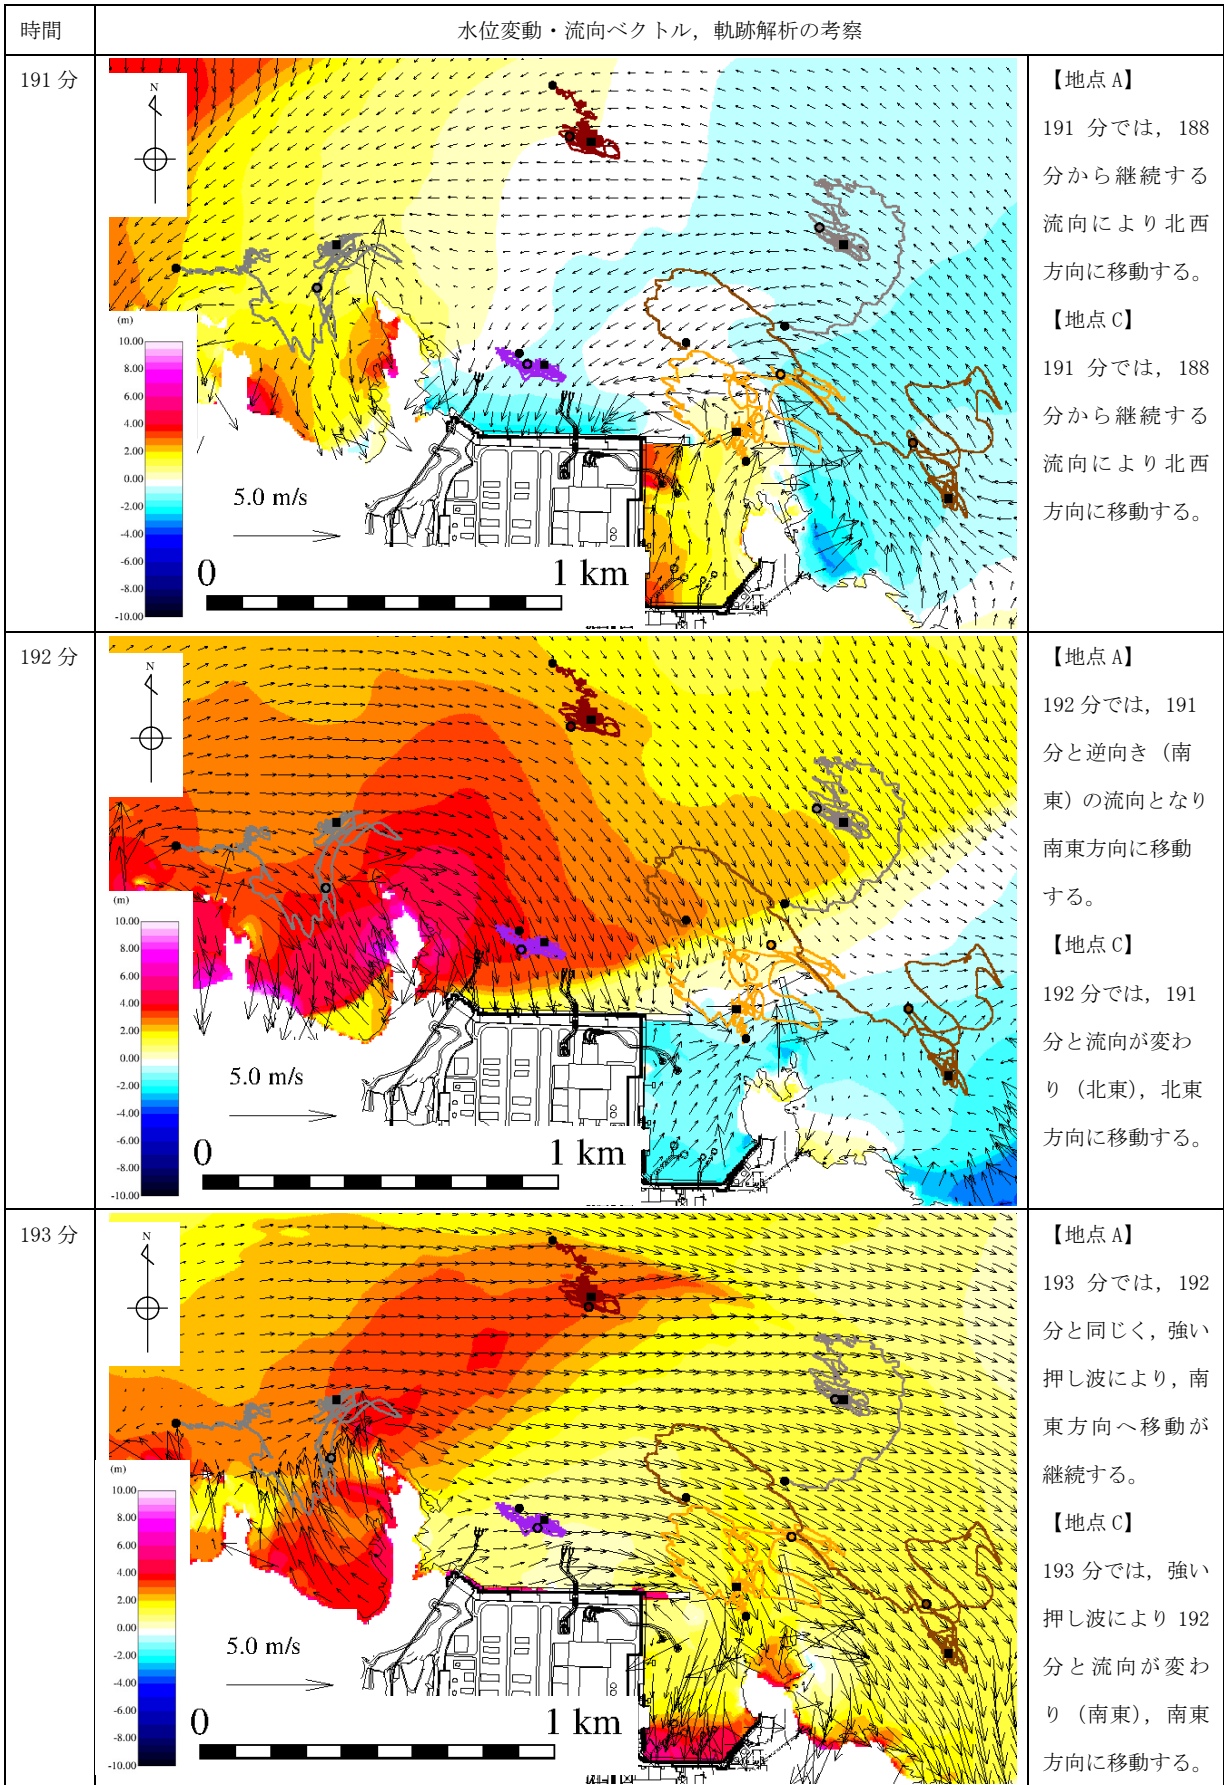 時間
水位変動・流向ベクトル，軌跡解析の考察
191 分
N
(m)
10.00
8.00
6.00
4.00
2.00
0.00
-2.00
-4.00
-6.00
-8.00
-10.00
5.0 m/s
0
1 km
【地点 A】
191 分では，188
分から継続する
流向により北西
方向に移動する。
【地点 C】
191 分では，188
分から継続する
流向により北西
方向に移動する。
192 分
N
(m)
10.00
8.00
6.00
4.00
2.00
0.00
-2.00
-4.00
-6.00
-8.00
-10.00
5.0 m/s
0
1 km
【地点 A】
192 分では，191
分と逆向き（南
東）の流向となり
南東方向に移動
する。
【地点 C】
192 分では，191
分と流向が変わ
り（北東），北東
方向に移動する。
193 分
N
(m)
10.00
8.00
6.00
4.00
2.00
0.00
-2.00
-4.00
-6.00
-8.00
-10.00
5.0 m/s
0
1 km
【地点 A】
193 分では，192
分と同じく，強い
押し波により，南
東方向へ移動が
継続する。
【地点 C】
193 分では，強い
押し波により 192
分と流向が変わ
り（南東），南東
方向に移動する。